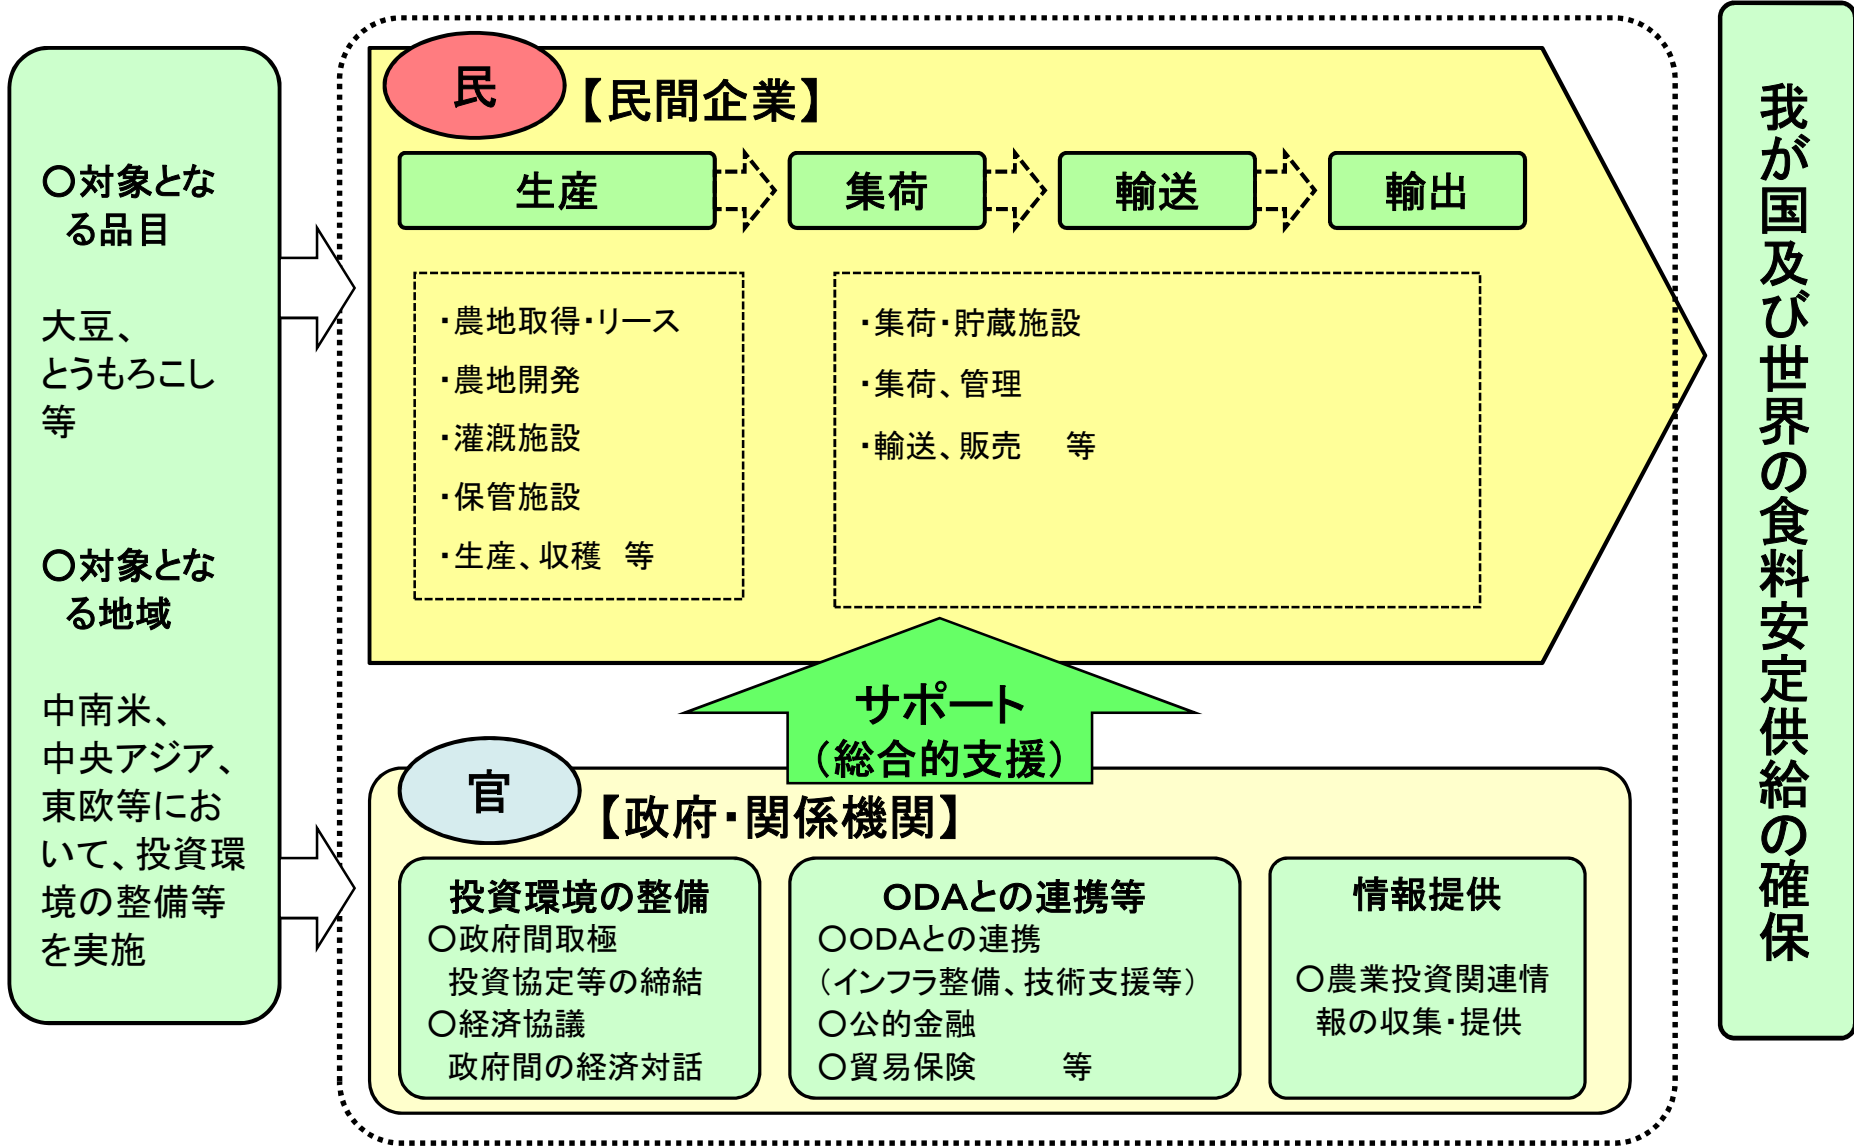 〇対象とな
る品目
大豆、
とうもろこし
等
〇対象とな
る地域
中南米、
中央アジア、
東欧等にお
いて、投資環
境の整備等
を実施
民
【民間企業】
生産
集荷
輸送
輸出
・農地取得・リース
・農地開発
・灌漑施設
・保管施設
・生産、収穫　等
・集荷・貯蔵施設
・集荷、管理
・輸送、販売　等
サポート
（総合的支援）
官
【政府・関係機関】
投資環境の整備
〇政府間取極
投資協定等の締結
〇経済協議
政府間の経済対話
ODAとの連携等
〇ODAとの連携
（インフラ整備、技術支援等）
〇公的金融
〇貿易保険　等
情報提供
〇農業投資関連情
報の収集・提供
我が国及び世界の食料安定供給の確保